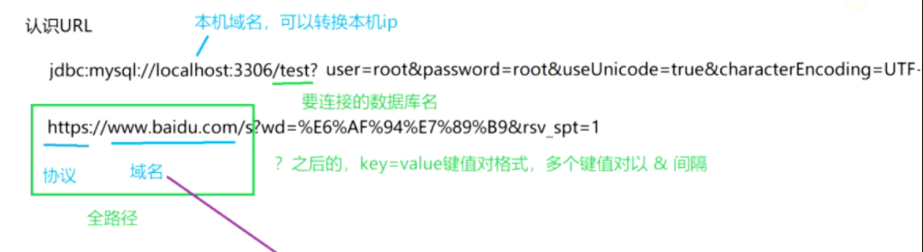 认识URL
本机域名，可以转换本机ip
jdbc:mysql://localhost:3306/test? user=root&password=root&useUnicode=true&characterEncoding=UTF-
要连接的数据库名
https://www.baidu.com/s?wd=%E6%AF%94%E7%89%B9&rsv_spt=1
协议 域名 ？之后的，key=value键值对格式，多个键值对以 & 间隔
全路径